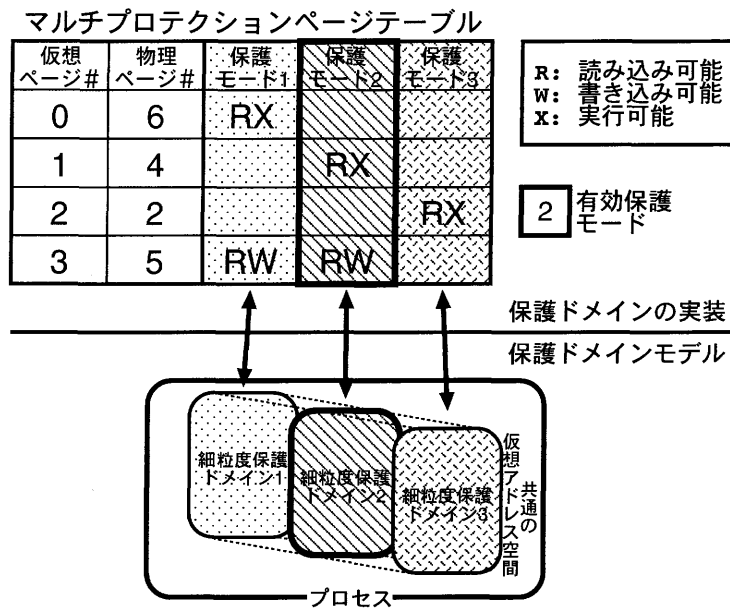 マルチプロテクションページテーブル
仮想
ページ#
物理
ページ#
保護
モード1
保護
モード2
保護
モード3
0 6 RX
1 4 RX
2 2 RX
3 5 RW RW
R: 読み込み可能
W: 書き込み可能
X: 実行可能
2 有効保護
モード
保護ドメインの実装
保護ドメインモデル
細粒度保護
ドメイン1
細粒度保護
ドメイン2
細粒度保護
ドメイン3
共通の
仮想アドレス空間
プロセス